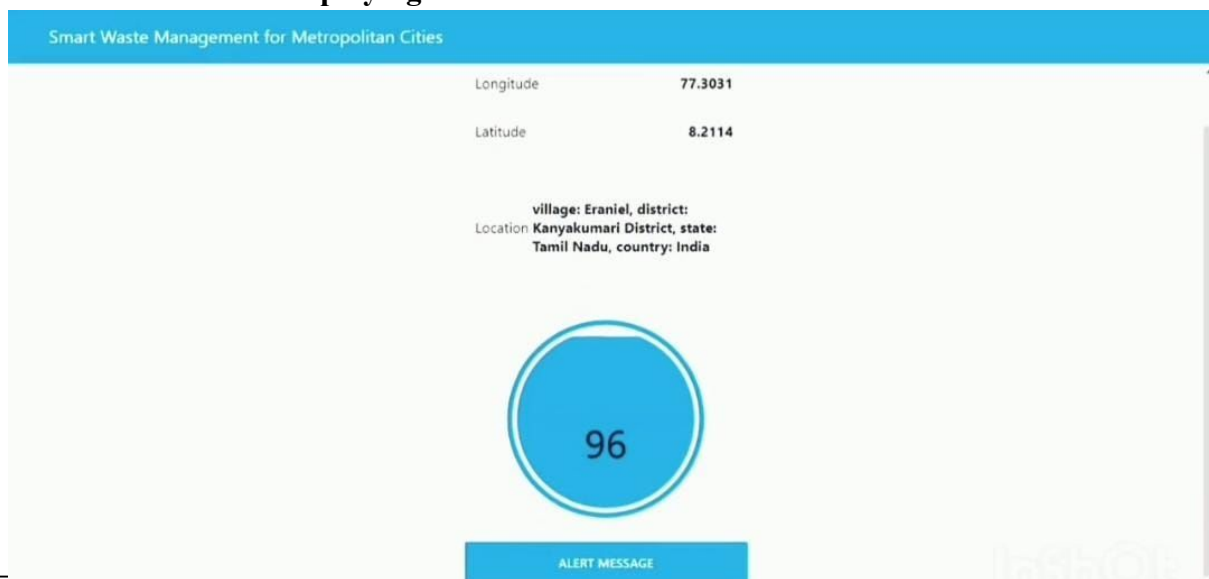 Smart Waste Management for Metropolitan Cities
Longitude 77.3031
Latitude 8.2114
village: Eraniel, district:
Location Kanyakumari District, state:
Tamil Nadu, country: India
96
ALERT MESSAGE
InShOt